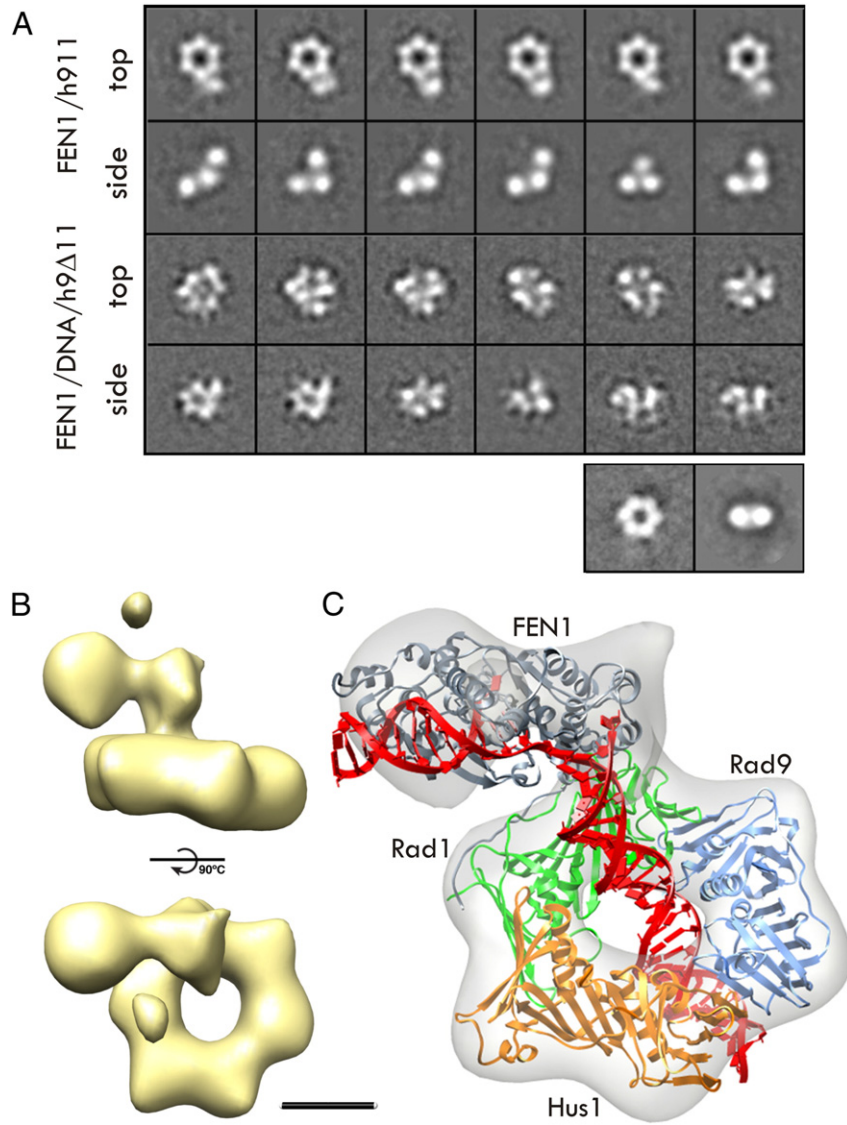 A
FEN1/h911
top
side
FEN1/DNA/h9Δ11
top
side
B
90°C
C
FEN1
Rad9
Rad1
Hus1